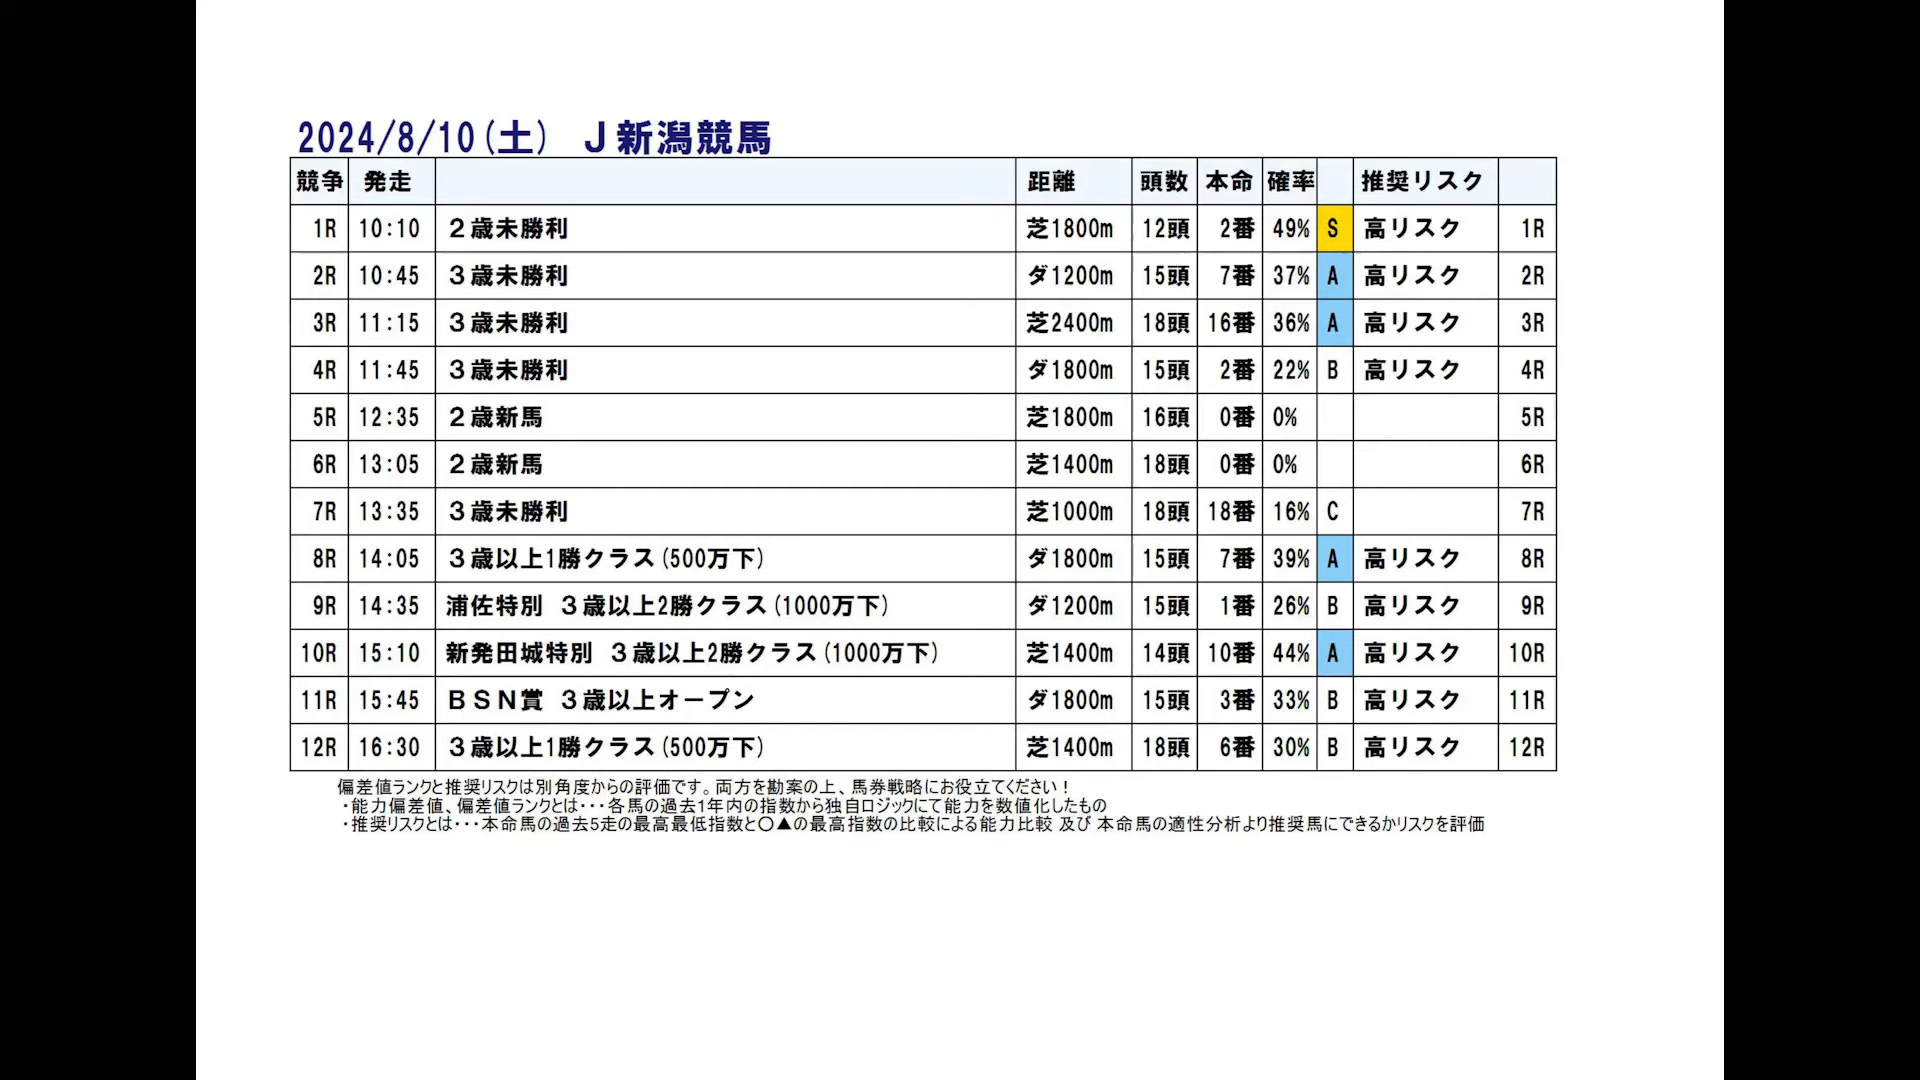 2024/8/10(土)　Ｊ新潟競馬
競争 発走 距離 頭数 本命 確率 推奨リスク
1R 10:10 ２歳未勝利 芝1800m 12頭 2番 49% S 高リスク 1R
2R 10:45 ３歳未勝利 ダ1200m 15頭 7番 37% A 高リスク 2R
3R 11:15 ３歳未勝利 芝2400m 18頭 16番 36% A 高リスク 3R
4R 11:45 ３歳未勝利 ダ1800m 15頭 2番 22% B 高リスク 4R
5R 12:35 ２歳新馬 芝1800m 16頭 0番 0% 5R
6R 13:05 ２歳新馬 芝1400m 18頭 0番 0% 6R
7R 13:35 ３歳未勝利 芝1000m 18頭 18番 16% C 7R
8R 14:05 ３歳以上1勝クラス(500万下) ダ1800m 15頭 7番 39% A 高リスク 8R
9R 14:35 浦佐特別 ３歳以上2勝クラス(1000万下) ダ1200m 15頭 1番 26% B 高リスク 9R
10R 15:10 新発田城特別 ３歳以上2勝クラス(1000万下) 芝1400m 14頭 10番 44% A 高リスク 10R
11R 15:45 ＢＳＮ賞 ３歳以上オープン ダ1800m 15頭 3番 33% B 高リスク 11R
12R 16:30 ３歳以上1勝クラス(500万下) 芝1400m 18頭 6番 30% B 高リスク 12R
偏差値ランクと推奨リスクは別角度からの評価です。両方を勘案の上、馬券戦略にお役立てください！
・能力偏差値、偏差値ランクとは・・・各馬の過去1年内の指数から独自ロジックにて能力を数値化したもの
・推奨リスクとは・・・本命馬の過去5走の最高最低指数と〇▲の最高指数の比較による能力比較 及び 本命馬の適性分析より推奨馬にできるかリスクを評価